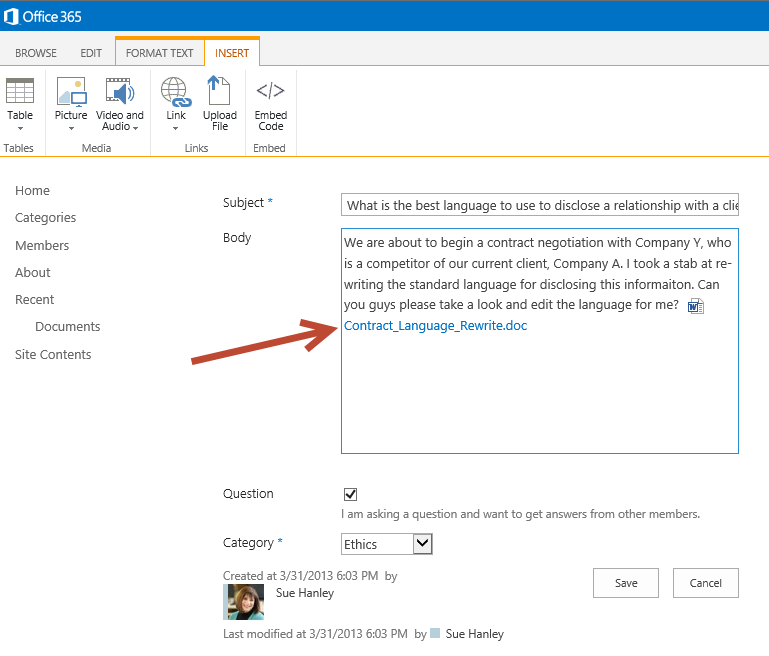 Office 365
BROWSE EDIT FORMAT TEXT INSERT
Table Picture Video and Audio Link Upload File Embed Code
Tables Media Links Embed
Home
Categories
Members
About
Recent
Documents
Site Contents
Subject *
What is the best language to use to disclose a relationship with a clie
Body
We are about to begin a contract negotiation with Company Y, who
is a competitor of our current client, Company A. I took a stab at re-
writing the standard language for disclosing this informaiton. Can
you guys please take a look and edit the language for me?
Contract_Language_Rewrite.doc
Question
I am asking a question and want to get answers from other members.
Category *
Ethics
Created at 3/31/2013 6:03 PM by
Sue Hanley
Save Cancel
Last modified at 3/31/2013 6:03 PM by Sue Hanley